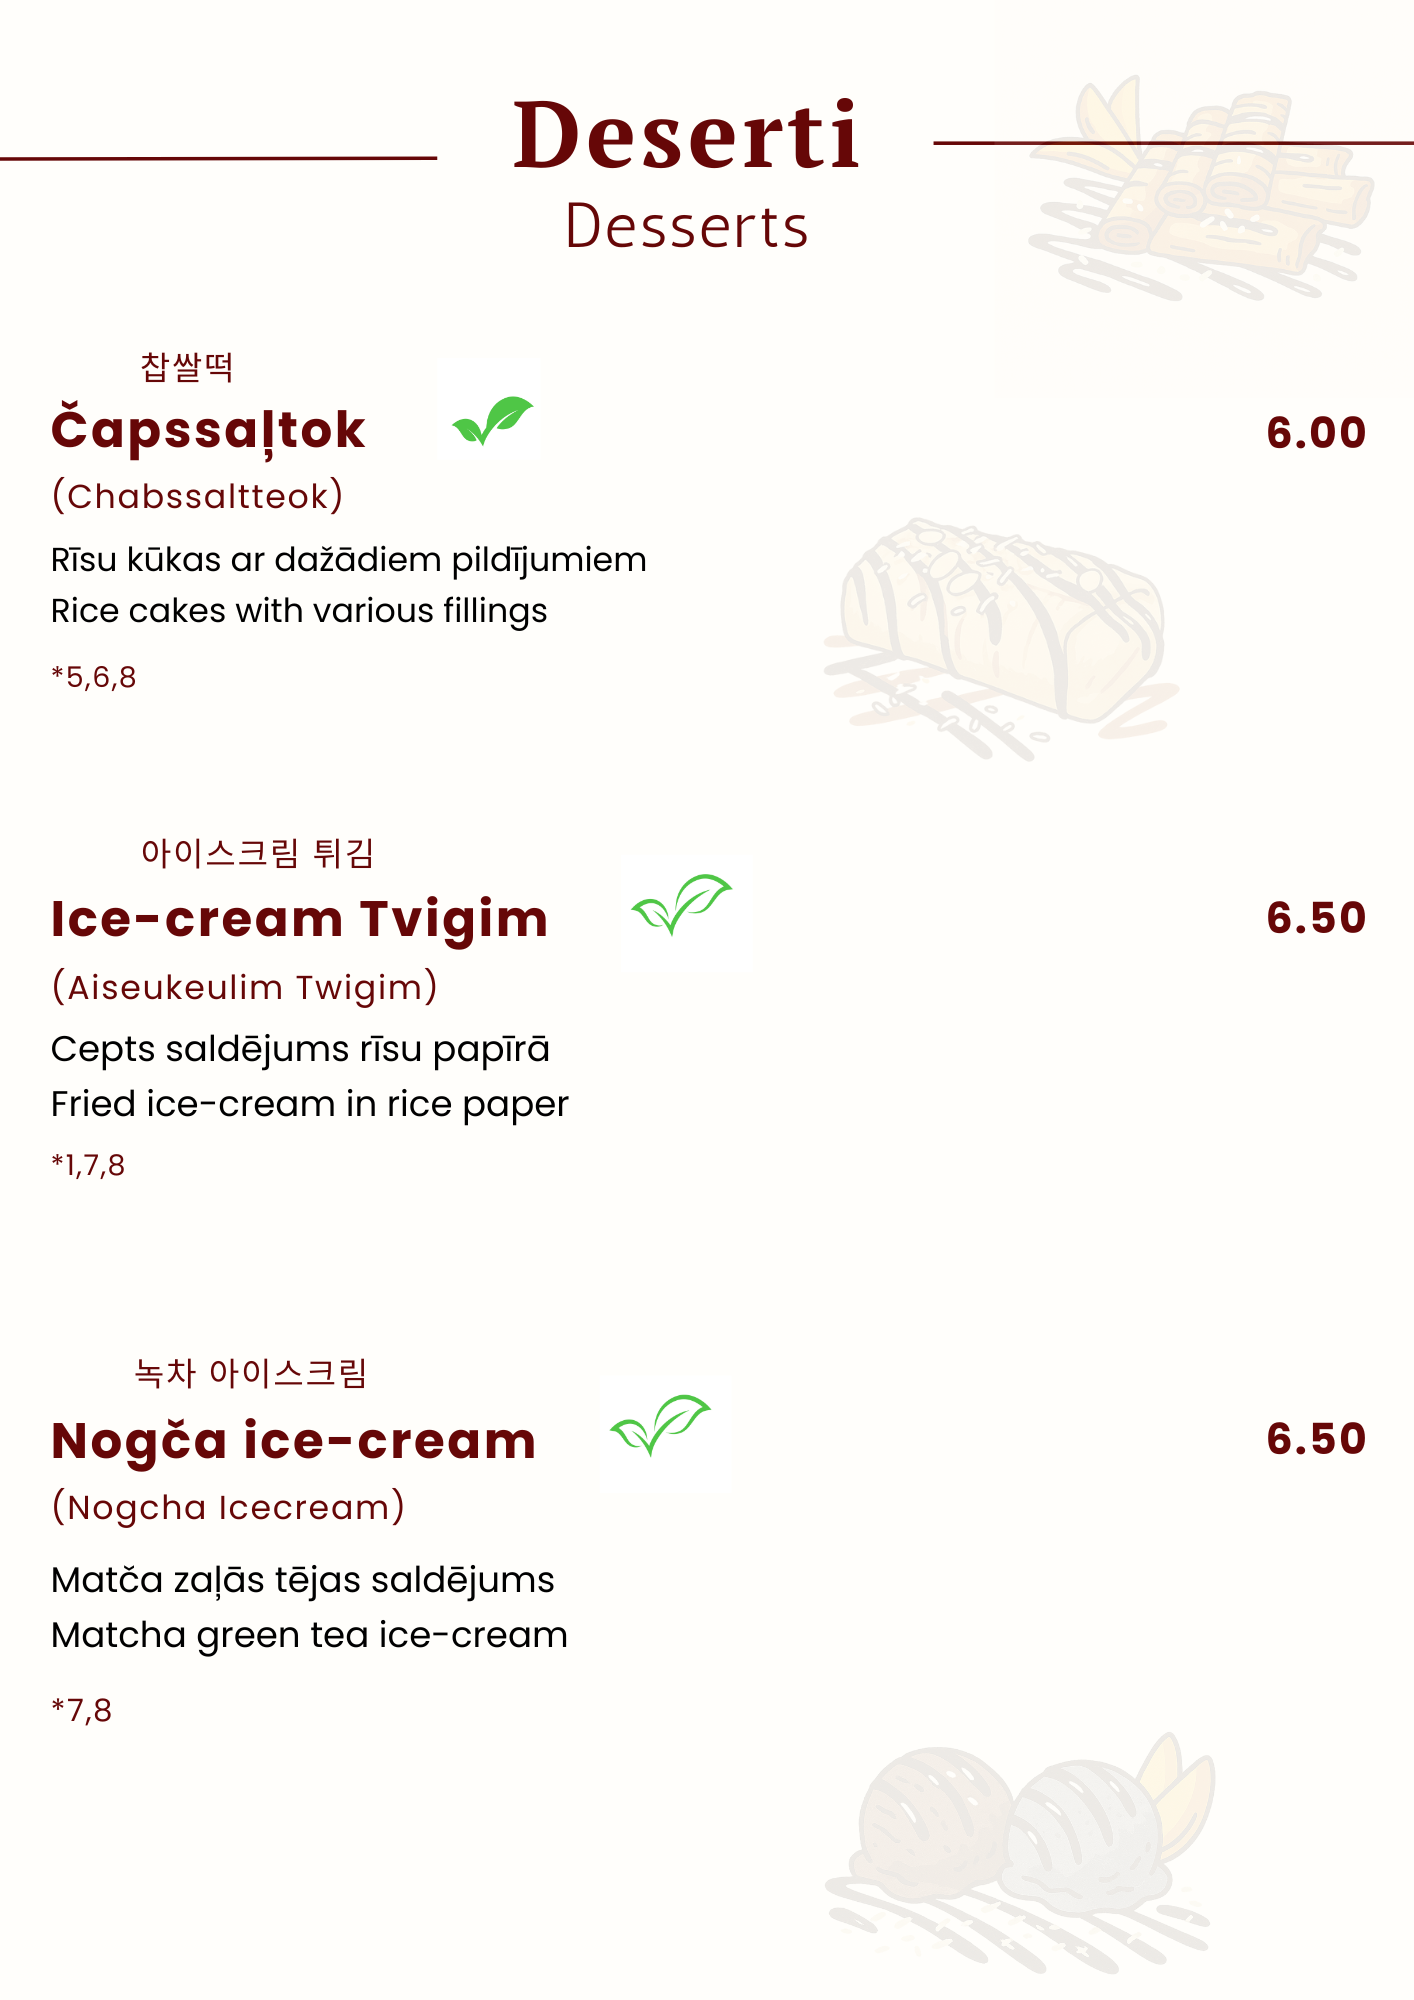 Deserti
Desserts
찹쌀떡
Čapssaļtok
6.00
(Chabssaltteok)
Rīsu kūkas ar dažādiem pildījumiem
Rice cakes with various fillings
*5,6,8
아이스크림 튀김
Ice-cream Tvigim
6.50
(Aiseukeulim Twigim)
Cepts saldējums rīsu papīrā
Fried ice-cream in rice paper
*1,7,8
녹차 아이스크림
Nogča ice-cream
6.50
(Nogcha Icecream)
Matča zaļās tējas saldējums
Matcha green tea ice-cream
*7,8